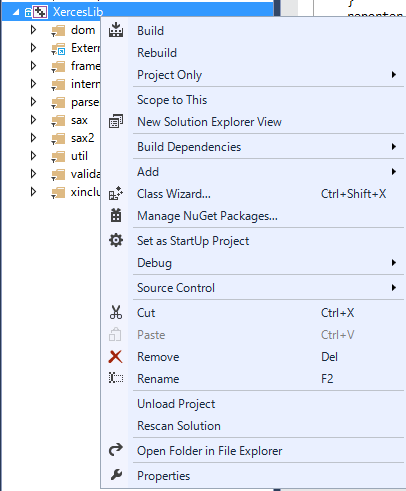 XercesLib
dom
Extern
frame
intern
parse
sax
sax2
util
valida
xinclu
}
Build
Rebuild
Project Only
Scope to This
New Solution Explorer View
Build Dependencies
Add
Class Wizard... Ctrl+Shift+X
Manage NuGet Packages...
Set as StartUp Project
Debug
Source Control
Cut Ctrl+X
Paste Ctrl+V
Remove Del
Rename F2
Unload Project
Rescan Solution
Open Folder in File Explorer
Properties